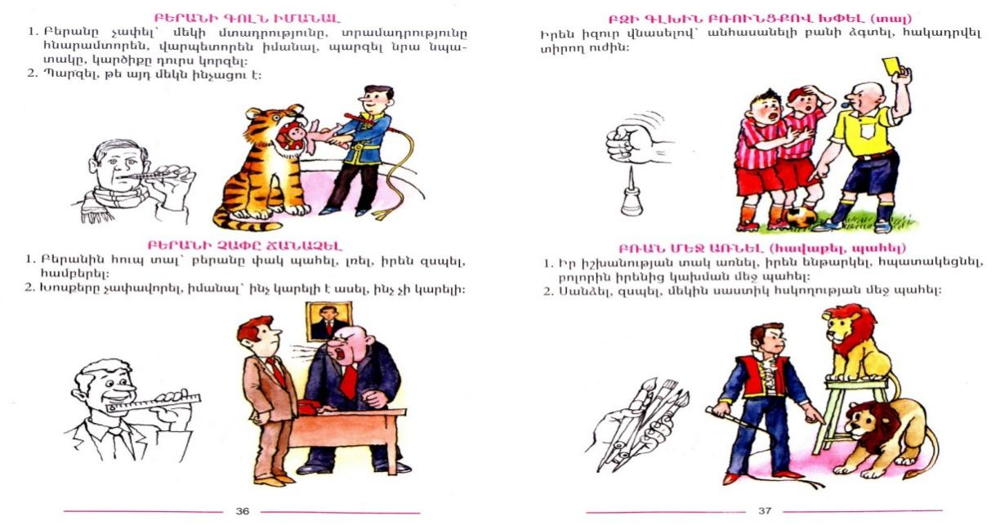 ԲԵՐԱՆԻ ԳՈԼՆ ԻՄԱՆԱԼ
1. Բերանը չափել՝ մեկի մտադրությունը, տրամադրությունը
հնարամտորեն, վարպետորեն իմանալ, պարզել նրա նպա-
տակը, կարծիքը դուրս կորզել:
2. Պարզել, թե այդ մեկն ինչացու է:
ԲԵՐԱՆԻ ՉԱՓԸ ՃԱՆԱՉԵԼ
1. Բերանին հուպ տալ՝ բերանը փակ պահել, լռել, իրեն զսպել,
համբերել:
2. Խոսքերը չափավորել, իմանալ՝ ինչ կարելի է ասել, ինչ չի կարելի:
36
ԲԶԻ ԳԼԽԻՆ ԲՌՈՒՆՑՔՈՎ ԽՓԵԼ (տալ)
Իրեն իզուր վնասելով՝ անհասանելի բանի ձգտել, հակադրվել
տիրող ուժին:
ԲՌԱՆ ՄԵՋ ԱՌՆԵԼ (հավաքել, պահել)
1. Իր իշխանության տակ առնել, իրեն ենթարկել, հպատակեցնել,
բոլորին իրենից կախման մեջ պահել:
2. Սանձել, զսպել, մեկին սաստիկ հսկողության մեջ պահել:
37